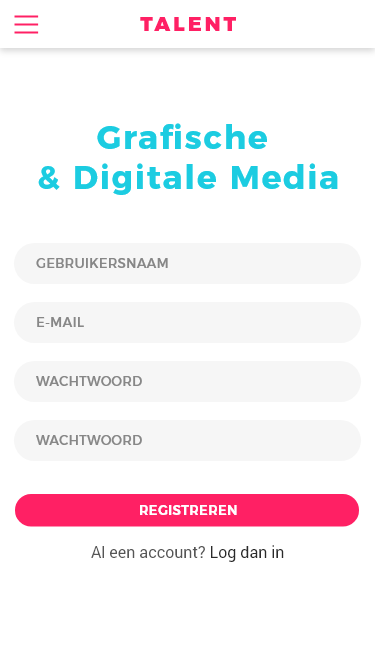 TALENT
Grafische
& Digitale Media
GEBRUIKERSNAAM
E-MAIL
WACHTWOORD
WACHTWOORD
REGISTREREN
Al een account? Log dan in